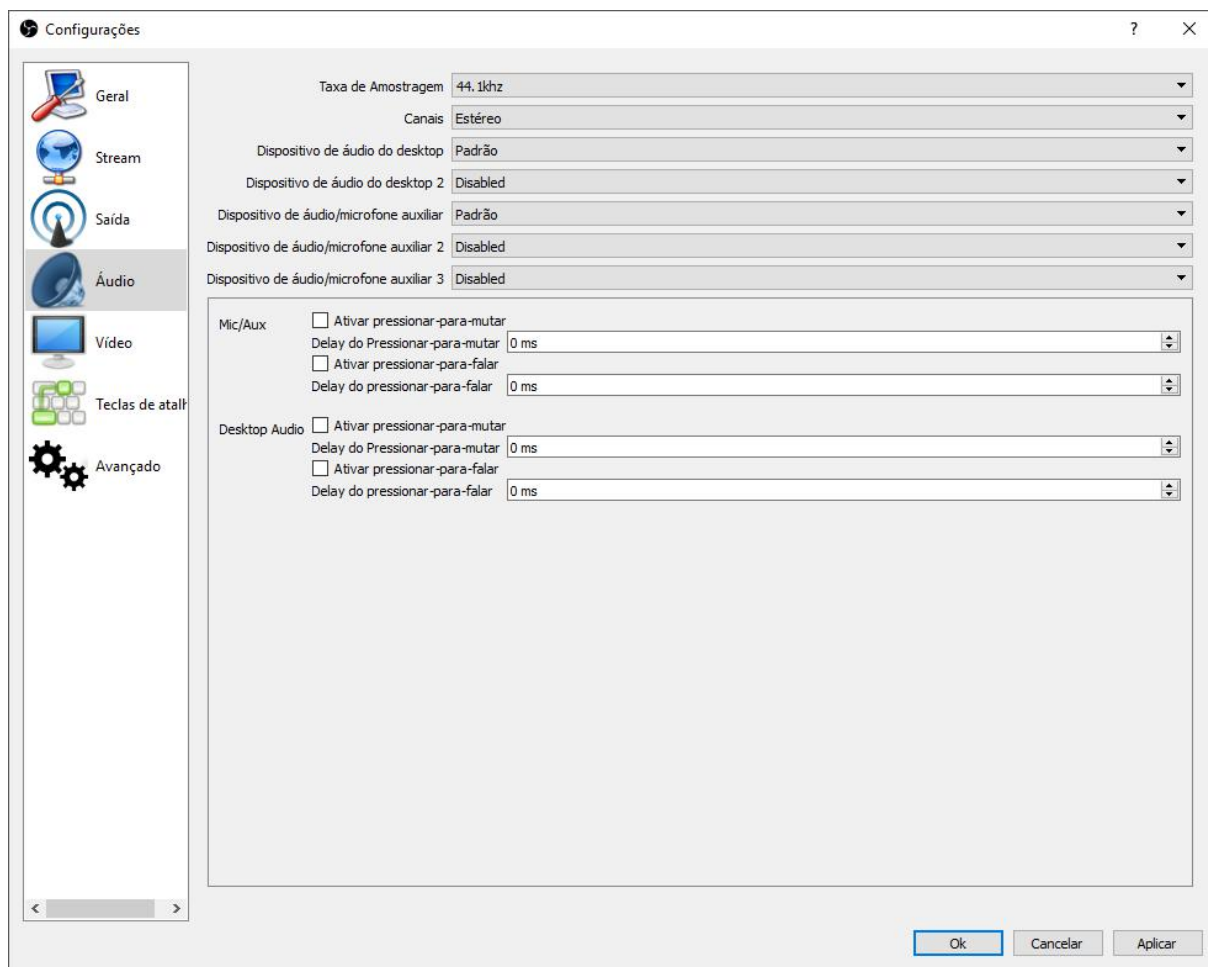 Configurações
?
Geral
Stream
Saída
Áudio
Vídeo
Teclas de atalh
Avançado
Taxa de Amostragem 44.1khz
Canais Estéreo
Dispositivo de áudio do desktop Padrão
Dispositivo de áudio do desktop 2 Disabled
Dispositivo de áudio/microfone auxiliar Padrão
Dispositivo de áudio/microfone auxiliar 2 Disabled
Dispositivo de áudio/microfone auxiliar 3 Disabled
Mic/Aux Ativar pressionar-para-mutar
Delay do Pressionar-para-mutar 0 ms
Ativar pressionar-para-falar
Delay do pressionar-para-falar 0 ms
Desktop Audio Ativar pressionar-para-mutar
Delay do Pressionar-para-mutar 0 ms
Ativar pressionar-para-falar
Delay do pressionar-para-falar 0 ms
Ok Cancelar Aplicar